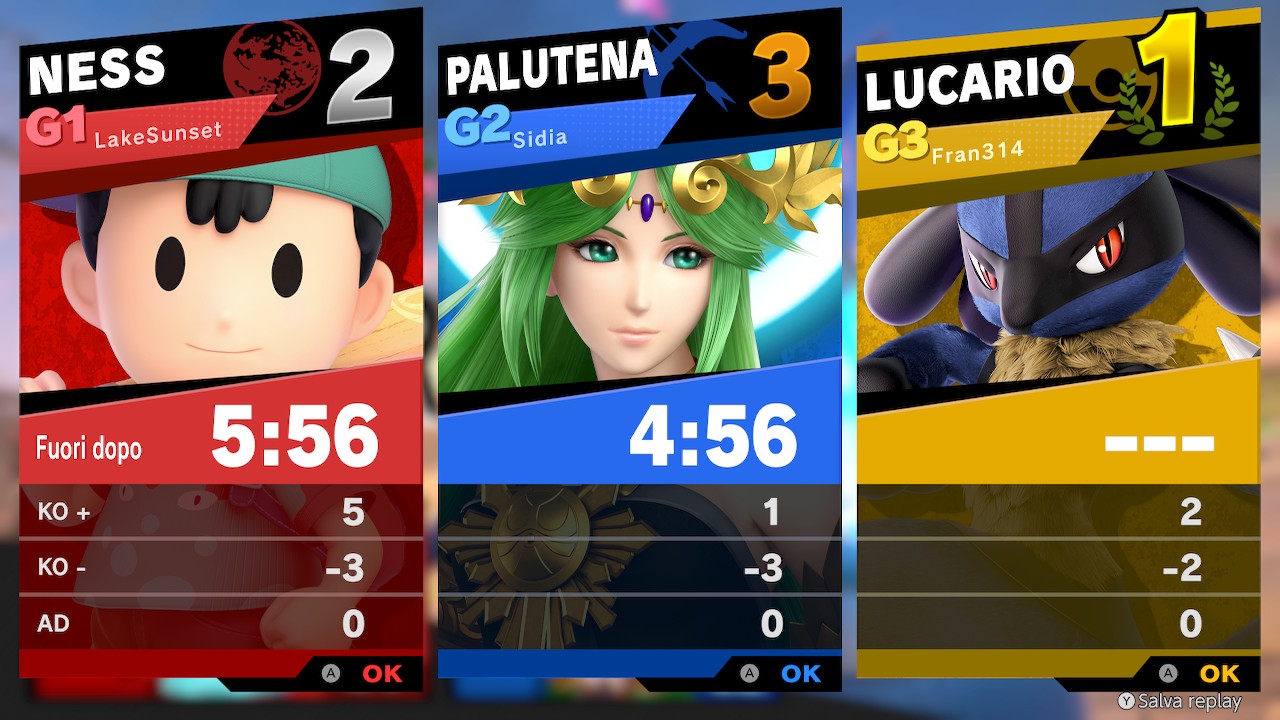 NESS 2
G1 LakeSunset
Fuori dopo 5:56
KO + 5
KO - -3
AD 0
A OK
PALUTENA 3
G2 Sidia
4:56
1
-3
0
A OK
LUCARIO 1
G3 Fran314
---
2
-2
0
A OK
Y Salva replay